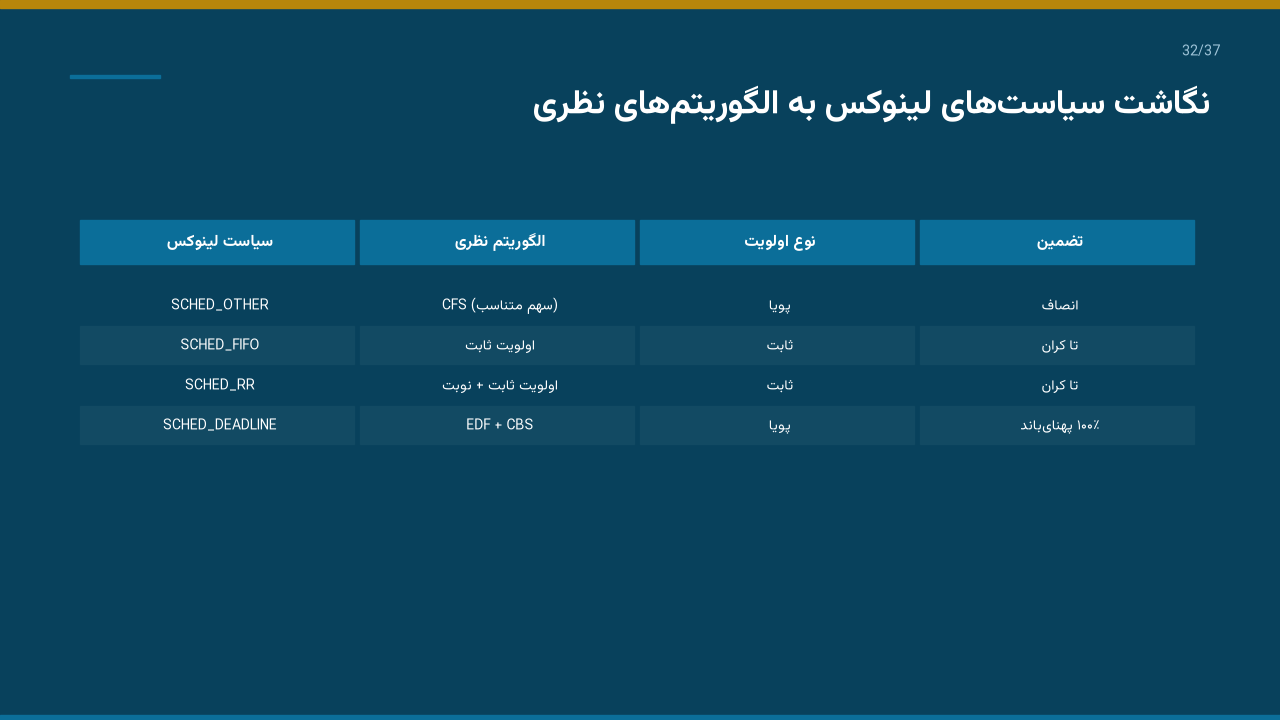 32/37
نگاشت سیاست‌های لینوکس به الگوریتم‌های نظری
سیاست لینوکس | الگوریتم نظری | نوع اولویت | تضمین
SCHED_OTHER | CFS (سهم متناسب) | پویا | انصاف
SCHED_FIFO | اولویت ثابت | ثابت | تا کران
SCHED_RR | اولویت ثابت + نوبت | ثابت | تا کران
SCHED_DEADLINE | EDF + CBS | پویا | ۱۰۰٪ پهنای‌باند